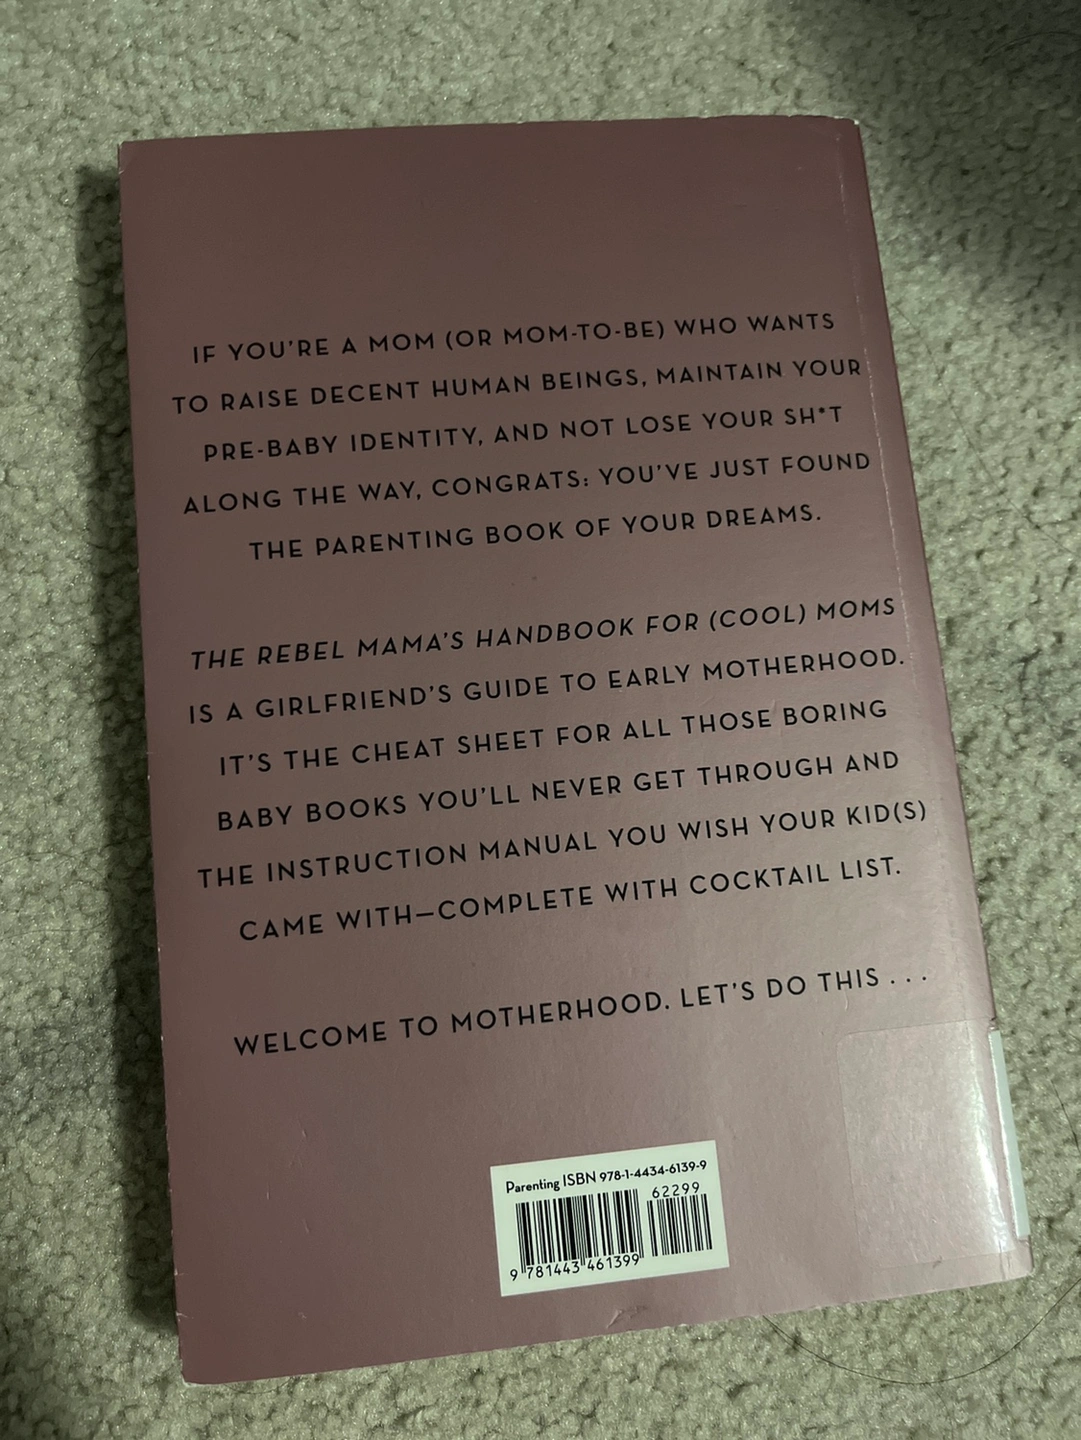 IF YOU'RE A MOM (OR MOM-TO-BE) WHO WANTS
TO RAISE DECENT HUMAN BEINGS, MAINTAIN YOUR
PRE-BABY IDENTITY, AND NOT LOSE YOUR SH*T
ALONG THE WAY, CONGRATS: YOU'VE JUST FOUND
THE PARENTING BOOK OF YOUR DREAMS.
THE REBEL MAMA'S HANDBOOK FOR (COOL) MOMS
IS A GIRLFRIEND'S GUIDE TO EARLY MOTHERHOOD.
IT'S THE CHEAT SHEET FOR ALL THOSE BORING
BABY BOOKS YOU'LL NEVER GET THROUGH AND
THE INSTRUCTION MANUAL YOU WISH YOUR KID(S)
CAME WITH—COMPLETE WITH COCKTAIL LIST.
WELCOME TO MOTHERHOOD. LET'S DO THIS . . .
Parenting ISBN 978-1-4434-6139-9
62299
9 781443 461399